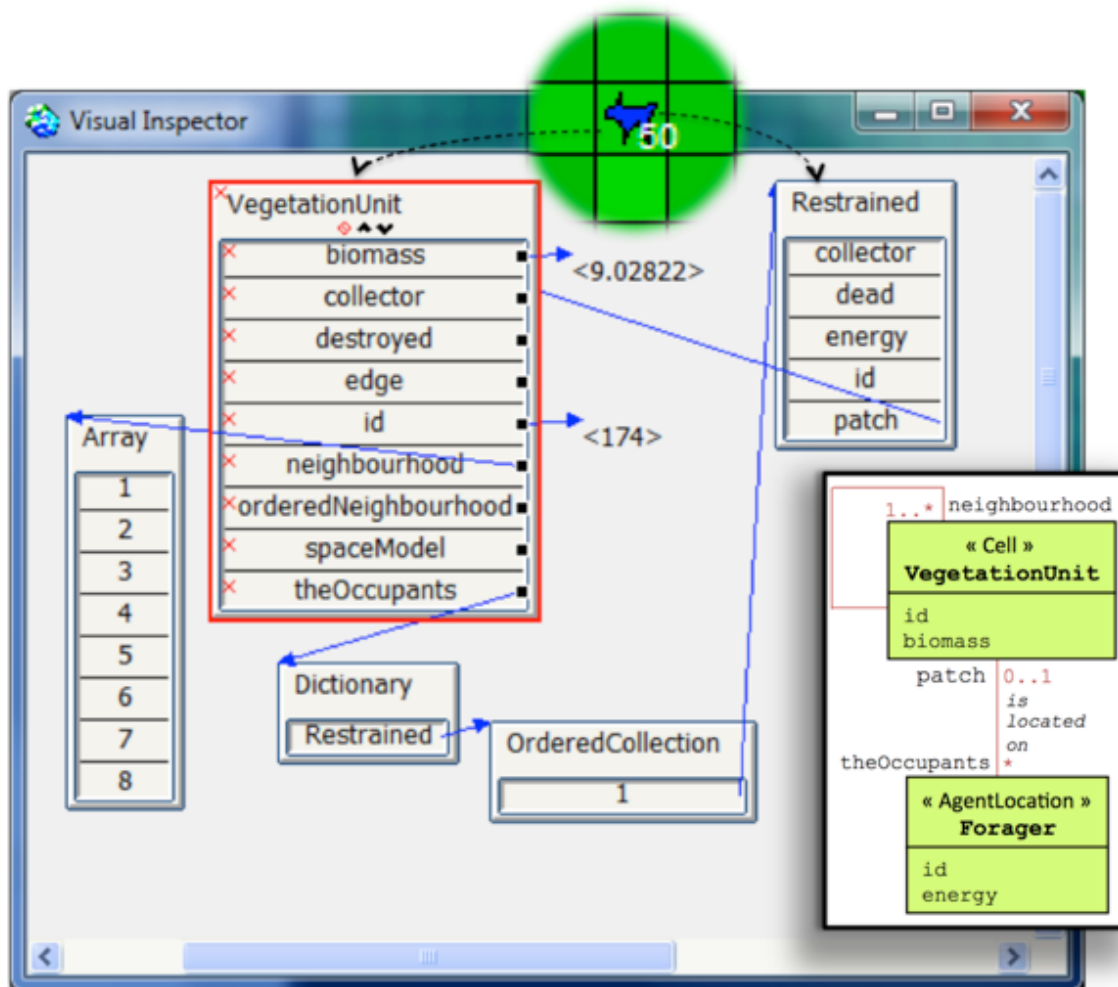 50
Visual Inspector
VegetationUnit
biomass
collector
destroyed
edge
id
neighbourhood
orderedNeighbourhood
spaceModel
theOccupants
<9.02822>
<174>
Restrained
collector
dead
energy
id
patch
Array
1
2
3
4
5
6
7
8
Dictionary
Restrained
OrderedCollection
1
1..* neighbourhood
« Cell »
VegetationUnit
id
biomass
patch 0..1
is
located
on
theOccupants *
« AgentLocation »
Forager
id
energy